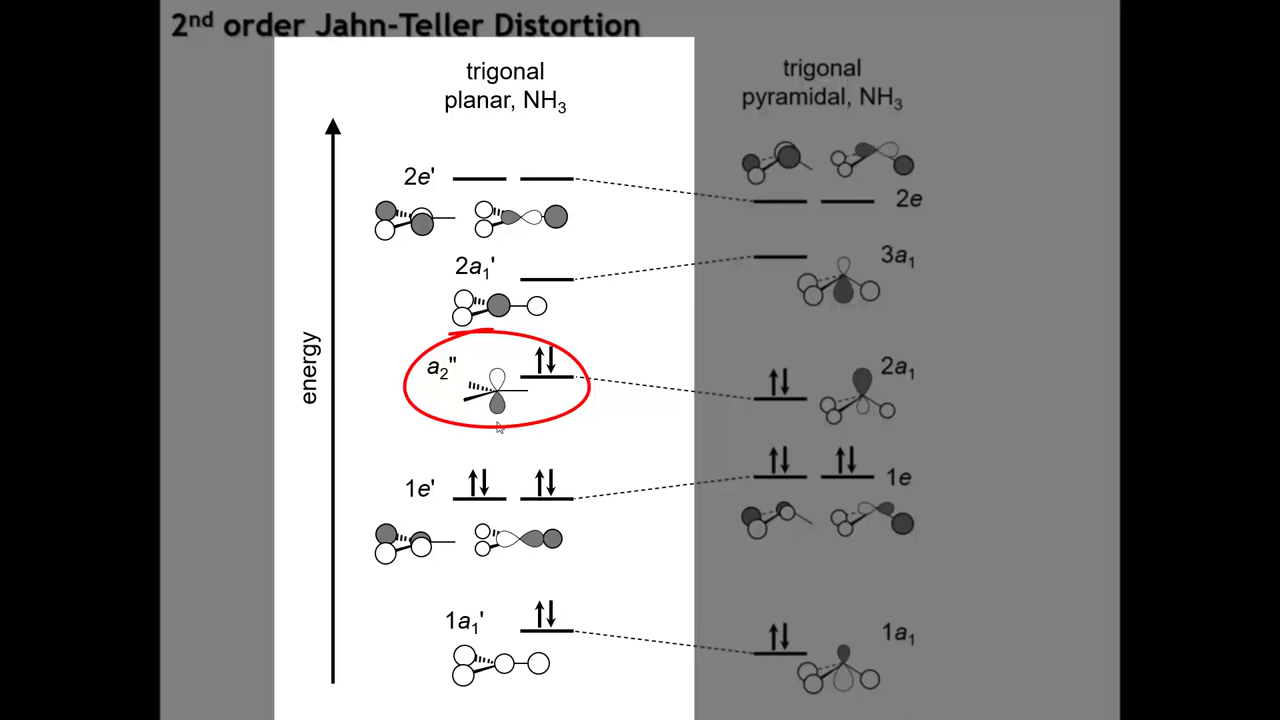 2nd order Jahn-Teller Distortion
trigonal
planar, NH3
trigonal
pyramidal, NH3
energy
2e'
2a1'
a2"
1e'
1a1'
2e
3a1
2a1
1e
1a1